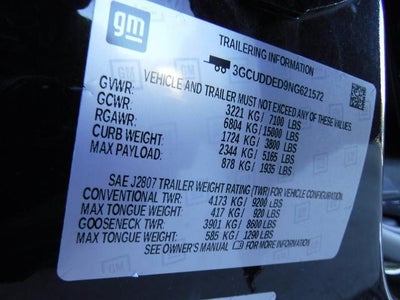 gm
TRAILERING INFORMATION
3GCUDDED9NG621572
VEHICLE AND TRAILER MUST NOT EXCEED ANY OF THESE VALUES
GVWR: 3221 KG/ 7100 LBS
GCWR: 6804 KG/15000 LBS
RGAWR: 1724 KG/ 3800 LBS
CURB WEIGHT: 2344 KG/ 5165 LBS
MAX PAYLOAD: 878 KG/ 1935 LBS
SAE J2807 TRAILER WEIGHT RATING (TWR) FOR VEHICLE CONFIGURATION
CONVENTIONAL TWR: 4173 KG/ 9200 LBS
MAX TONGUE WEIGHT: 417 KG/ 920 LBS
GOOSENECK TWR: 3901 KG/ 8600 LBS
MAX TONGUE WEIGHT: 585 KG/ 1290 LBS
SEE OWNER'S MANUAL FOR MORE INFORMATION